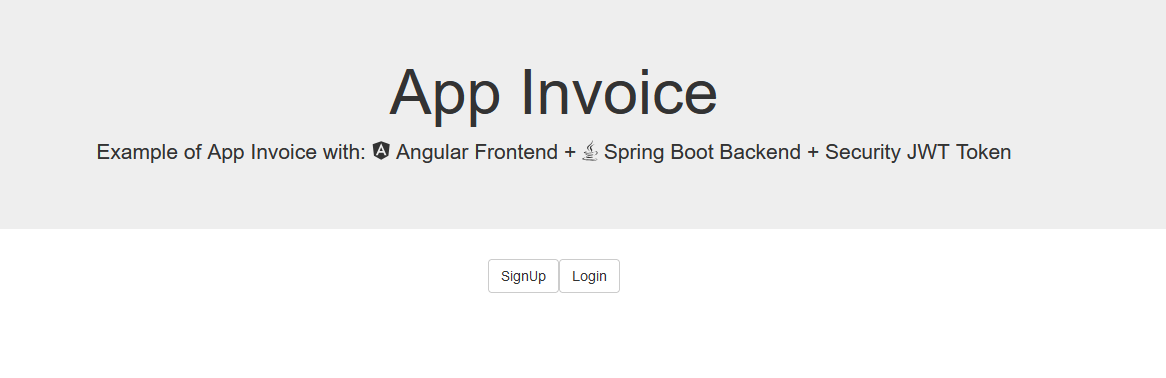 App Invoice
Example of App Invoice with: Angular Frontend + Spring Boot Backend + Security JWT Token
SignUp Login